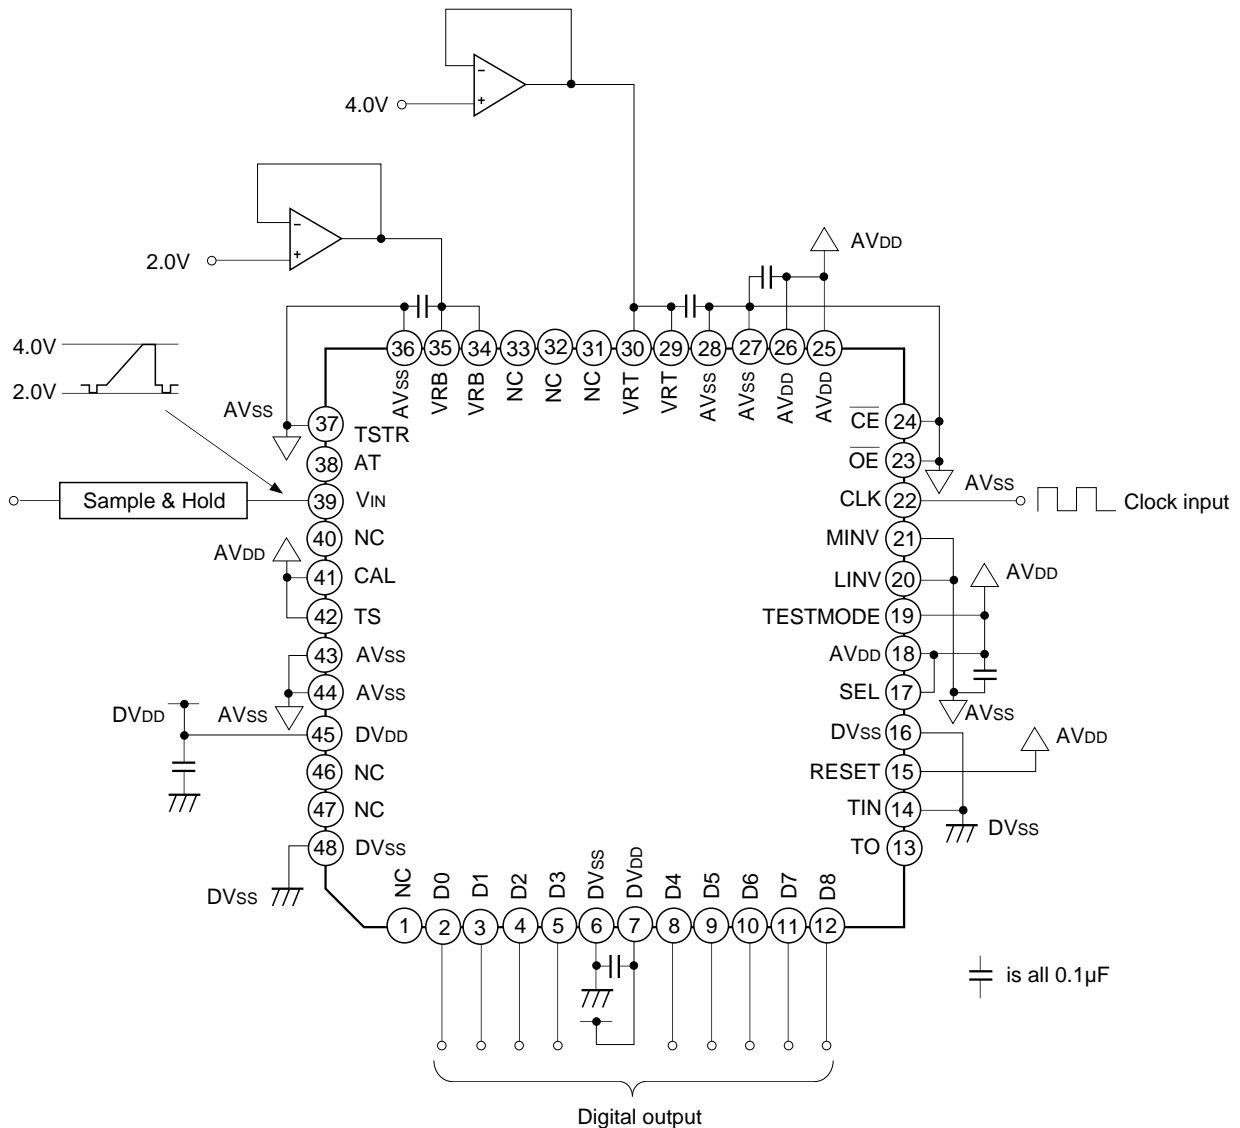 4.0V
−
+
2.0V
−
+
AVDD
4.0V
2.0V
36 35 34 33 32 31 30 29 28 27 26 25
AVSS VRB VRB NC NC NC VRT VRT AVSS AVSS AVDD AVDD
AVSS
37 TSTR
38 AT
Sample & Hold
39 VIN
40 NC
AVDD
41 CAL
42 TS
43 AVSS
44 AVSS
AVSS
DVDD
45 DVDD
46 NC
47 NC
48 DVSS
DVSS
CE 24
OE 23
AVSS
CLK 22
Clock input
MINV 21
LINV 20
AVDD
TESTMODE 19
AVDD 18
SEL 17
AVSS
DVSS 16
AVDD
RESET 15
TIN 14
DVSS
TO 13
NC D0 D1 D2 D3 DVSS DVDD D4 D5 D6 D7 D8
1 2 3 4 5 6 7 8 9 10 11 12
is all 0.1µF
Digital output